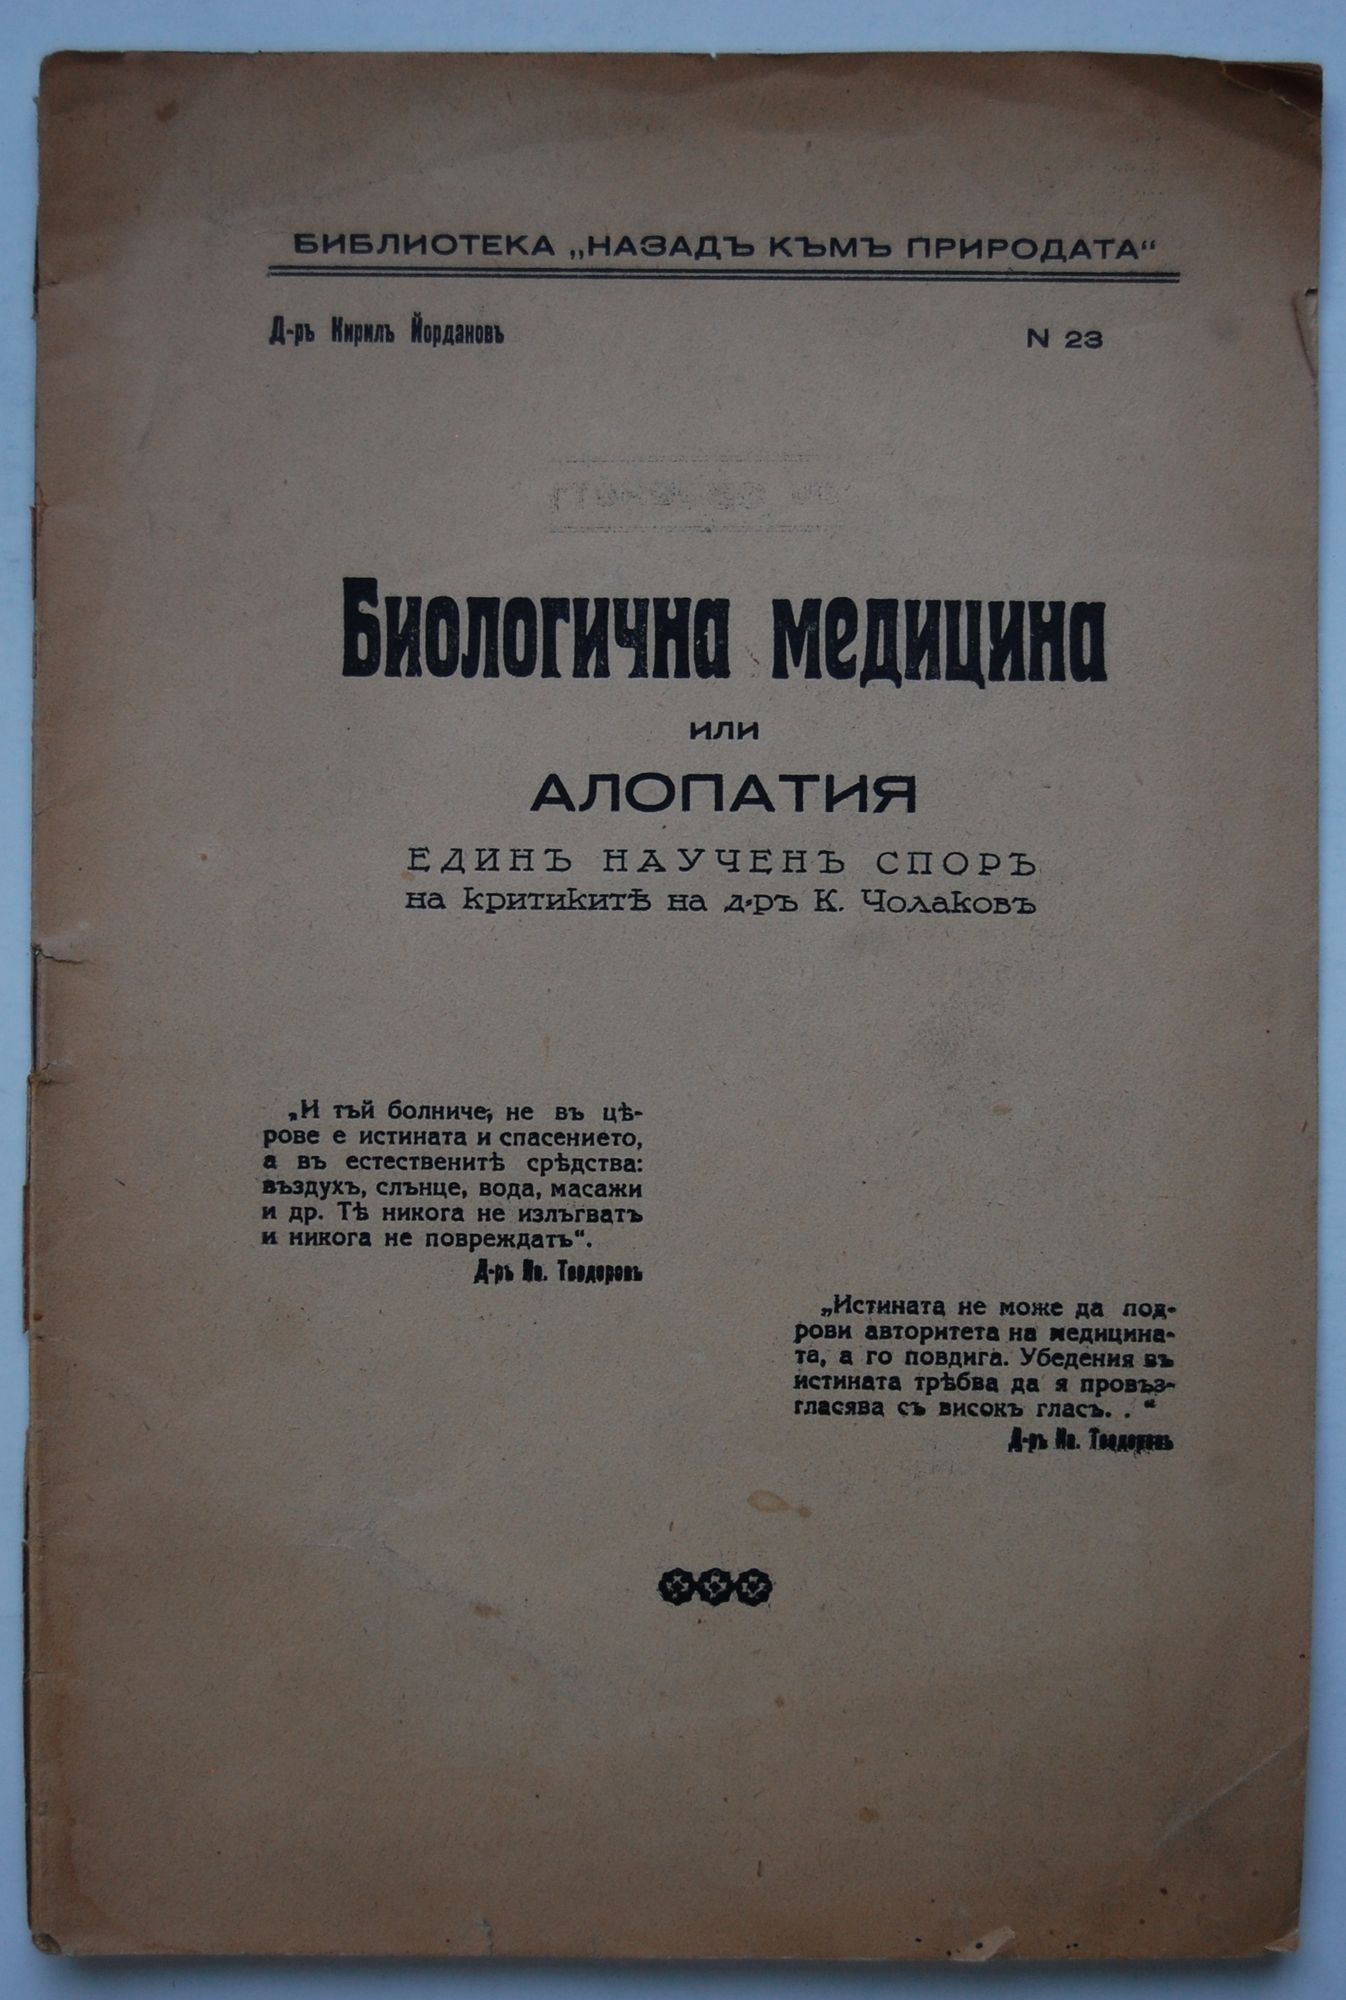 БИБЛИОТЕКА „НАЗАДЪ КЪМЪ ПРИРОДАТА“
Д-ръ Кирилъ Йордановъ
N 23
Биологична медицина
или
АЛОПАТИЯ
ЕДИНЪ НАУЧЕНЪ СПОРЪ
на критикитѣ на д-ръ К. Чолаковъ
„И тъй болниче, не въ цѣ-
рове е истината и спасението,
а въ естественитѣ срѣдства:
въздухъ, слънце, вода, масажи
и др. Тѣ никога не излъгватъ
и никога не повреждатъ“.
Д-ръ Ив. Теодоровъ
„Истината не може да под-
рови авторитета на медицина-
та, а го повдига. Убедения въ
истината трѣбва да я провъз-
гласява съ високъ гласъ. . “
Д-ръ Ив. Теодоровъ